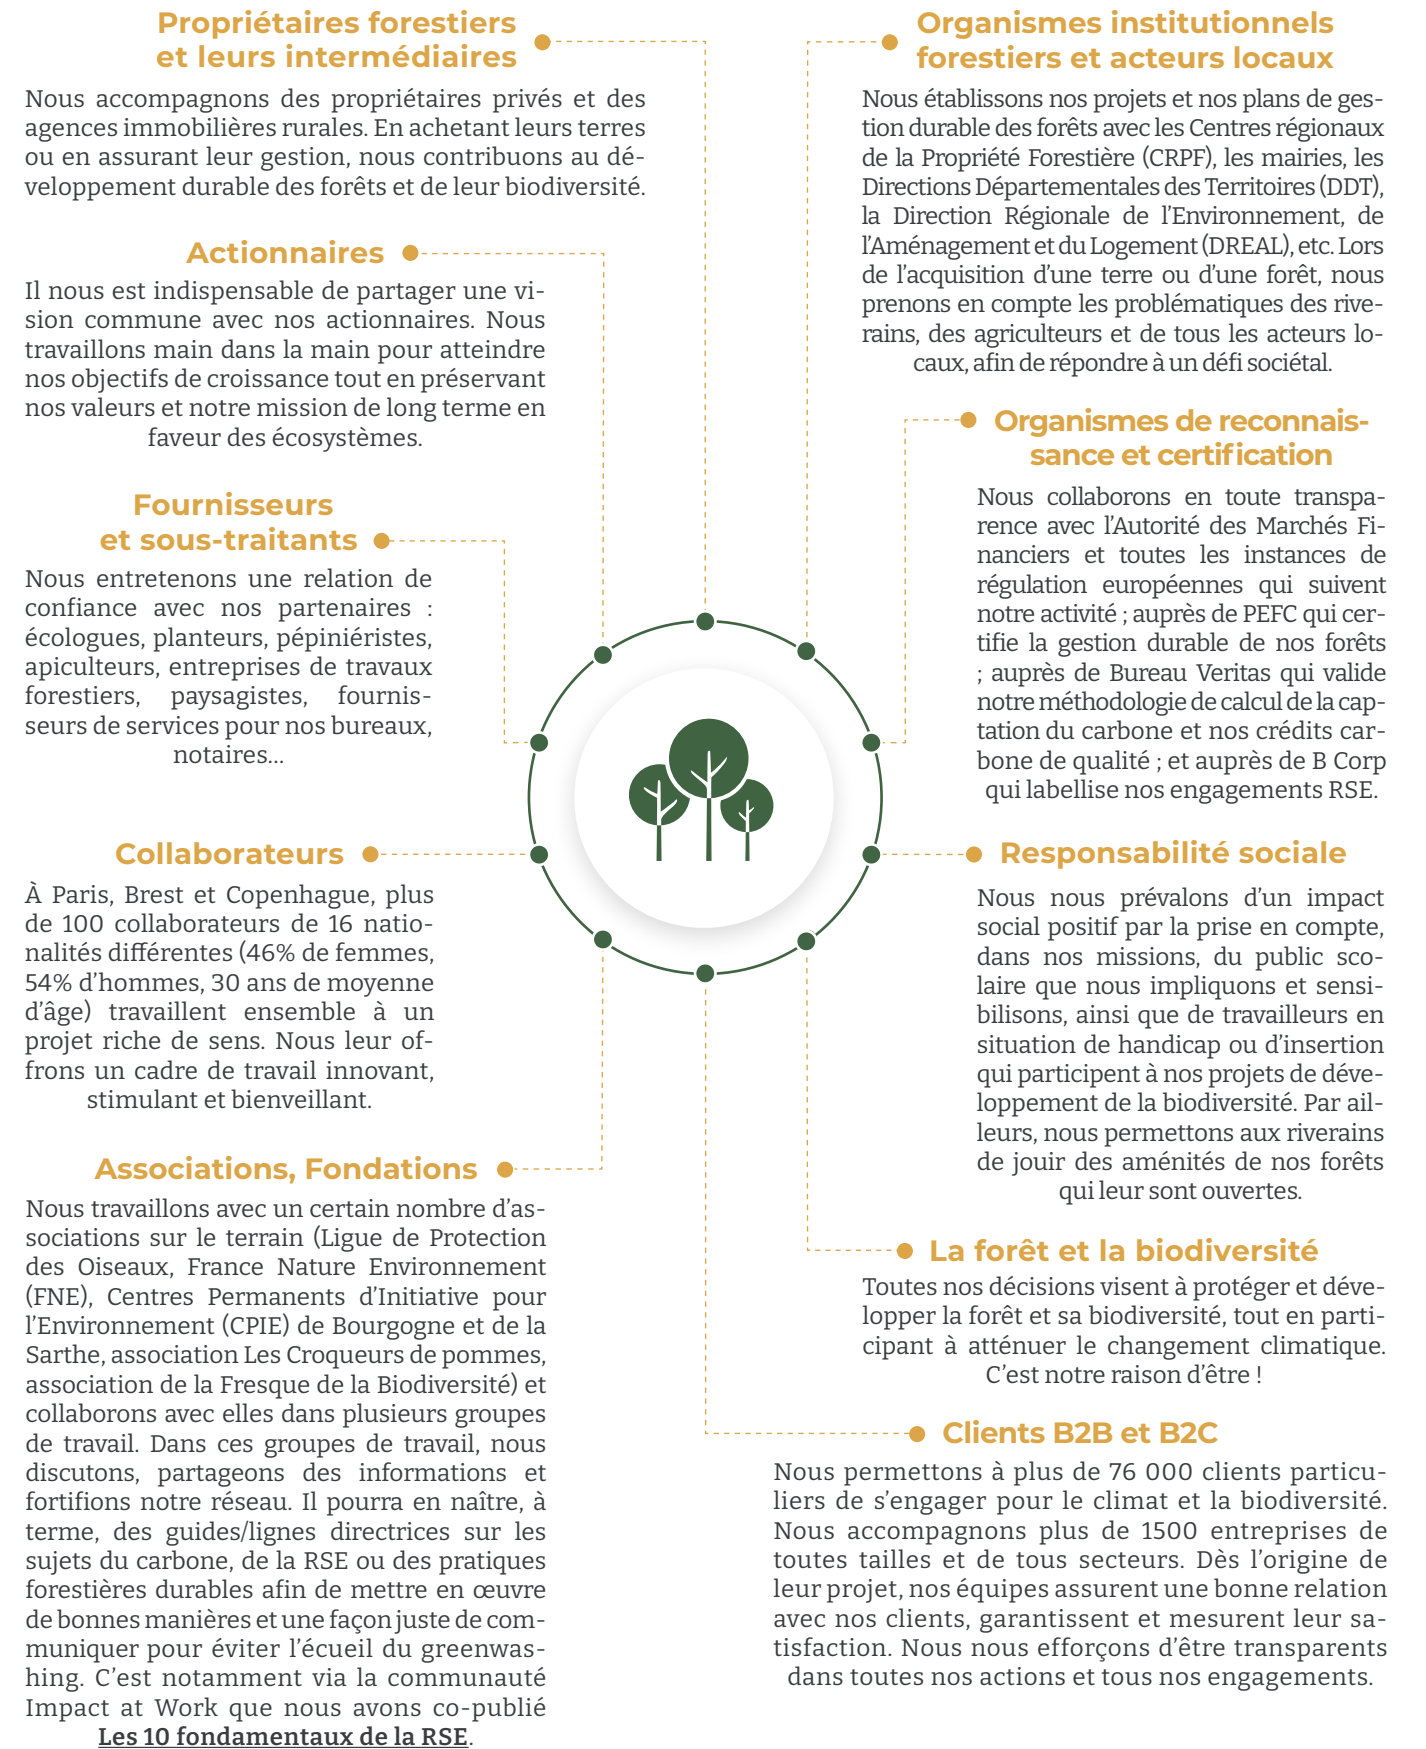 Propriétaires forestiers
et leurs intermédiaires
Nous accompagnons des propriétaires privés et des
agences immobilières rurales. En achetant leurs terres
ou en assurant leur gestion, nous contribuons au dé-
veloppement durable des forêts et de leur biodiversité.
Actionnaires
Il nous est indispensable de partager une vi-
sion commune avec nos actionnaires. Nous
travaillons main dans la main pour atteindre
nos objectifs de croissance tout en préservant
nos valeurs et notre mission de long terme en
faveur des écosystèmes.
Fournisseurs
et sous-traitants
Nous entretenons une relation de
confiance avec nos partenaires :
écologues, planteurs, pépiniéristes,
apiculteurs, entreprises de travaux
forestiers, paysagistes, fournis-
seurs de services pour nos bureaux,
notaires...
Collaborateurs
À Paris, Brest et Copenhague, plus
de 100 collaborateurs de 16 natio-
nalités différentes (46% de femmes,
54% d'hommes, 30 ans de moyenne
d'âge) travaillent ensemble à un
projet riche de sens. Nous leur of-
frons un cadre de travail innovant,
stimulant et bienveillant.
Associations, Fondations
Nous travaillons avec un certain nombre d'as-
sociations sur le terrain (Ligue de Protection
des Oiseaux, France Nature Environnement
(FNE), Centres Permanents d'Initiative pour
l'Environnement (CPIE) de Bourgogne et de la
Sarthe, association Les Croqueurs de pommes,
association de la Fresque de la Biodiversité) et
collaborons avec elles dans plusieurs groupes
de travail. Dans ces groupes de travail, nous
discutons, partageons des informations et
fortifions notre réseau. Il pourra en naître, à
terme, des guides/lignes directrices sur les
sujets du carbone, de la RSE ou des pratiques
forestières durables afin de mettre en œuvre
de bonnes manières et une façon juste de com-
muniquer pour éviter l'écueil du greenwas-
hing. C'est notamment via la communauté
Impact at Work que nous avons co-publié
Les 10 fondamentaux de la RSE.
Organismes institutionnels
forestiers et acteurs locaux
Nous établissons nos projets et nos plans de ges-
tion durable des forêts avec les Centres régionaux
de la Propriété Forestière (CRPF), les mairies, les
Directions Départementales des Territoires (DDT),
la Direction Régionale de l'Environnement, de
l'Aménagement et du Logement (DREAL), etc. Lors
de l'acquisition d'une terre ou d'une forêt, nous
prenons en compte les problématiques des rive-
rains, des agriculteurs et de tous les acteurs lo-
caux, afin de répondre à un défi sociétal.
Organismes de reconnais-
sance et certification
Nous collaborons en toute transpa-
rence avec l'Autorité des Marchés Fi-
nanciers et toutes les instances de
régulation européennes qui suivent
notre activité ; auprès de PEFC qui cer-
tifie la gestion durable de nos forêts
; auprès de Bureau Veritas qui valide
notre méthodologie de calcul de la cap-
tation du carbone et nos crédits car-
bone de qualité ; et auprès de B Corp
qui labellise nos engagements RSE.
Responsabilité sociale
Nous nous prévalons d'un impact
social positif par la prise en compte,
dans nos missions, du public sco-
laire que nous impliquons et sensi-
bilisons, ainsi que de travailleurs en
situation de handicap ou d'insertion
qui participent à nos projets de déve-
loppement de la biodiversité. Par ail-
leurs, nous permettons aux riverains
de jouir des aménités de nos forêts
qui leur sont ouvertes.
La forêt et la biodiversité
Toutes nos décisions visent à protéger et déve-
lopper la forêt et sa biodiversité, tout en parti-
cipant à atténuer le changement climatique.
C'est notre raison d'être !
Clients B2B et B2C
Nous permettons à plus de 76 000 clients particu-
liers de s'engager pour le climat et la biodiversité.
Nous accompagnons plus de 1500 entreprises de
toutes tailles et de tous secteurs. Dès l'origine de
leur projet, nos équipes assurent une bonne relation
avec nos clients, garantissent et mesurent leur sa-
tisfaction. Nous nous efforçons d'être transparents
dans toutes nos actions et tous nos engagements.